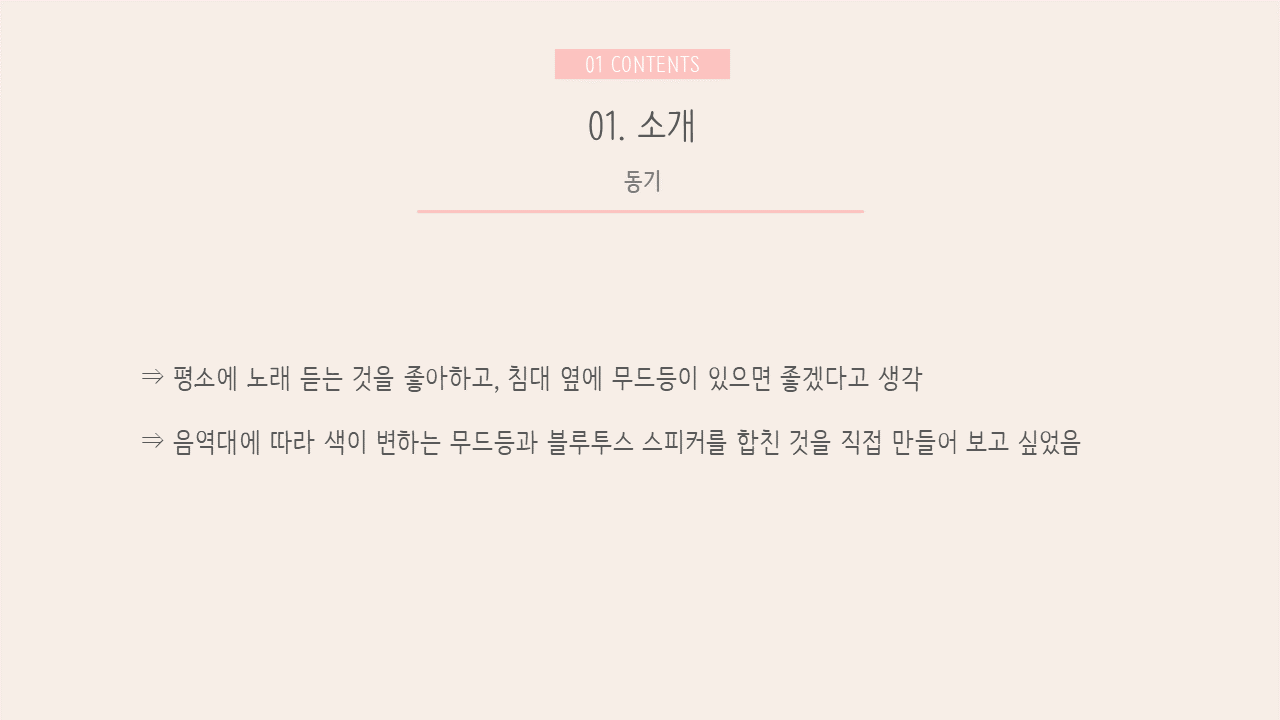 01 CONTENTS
01. 소개
동기
⇒ 평소에 노래 듣는 것을 좋아하고, 침대 옆에 무드등이 있으면 좋겠다고 생각
⇒ 음역대에 따라 색이 변하는 무드등과 블루투스 스피커를 합친 것을 직접 만들어 보고 싶었음